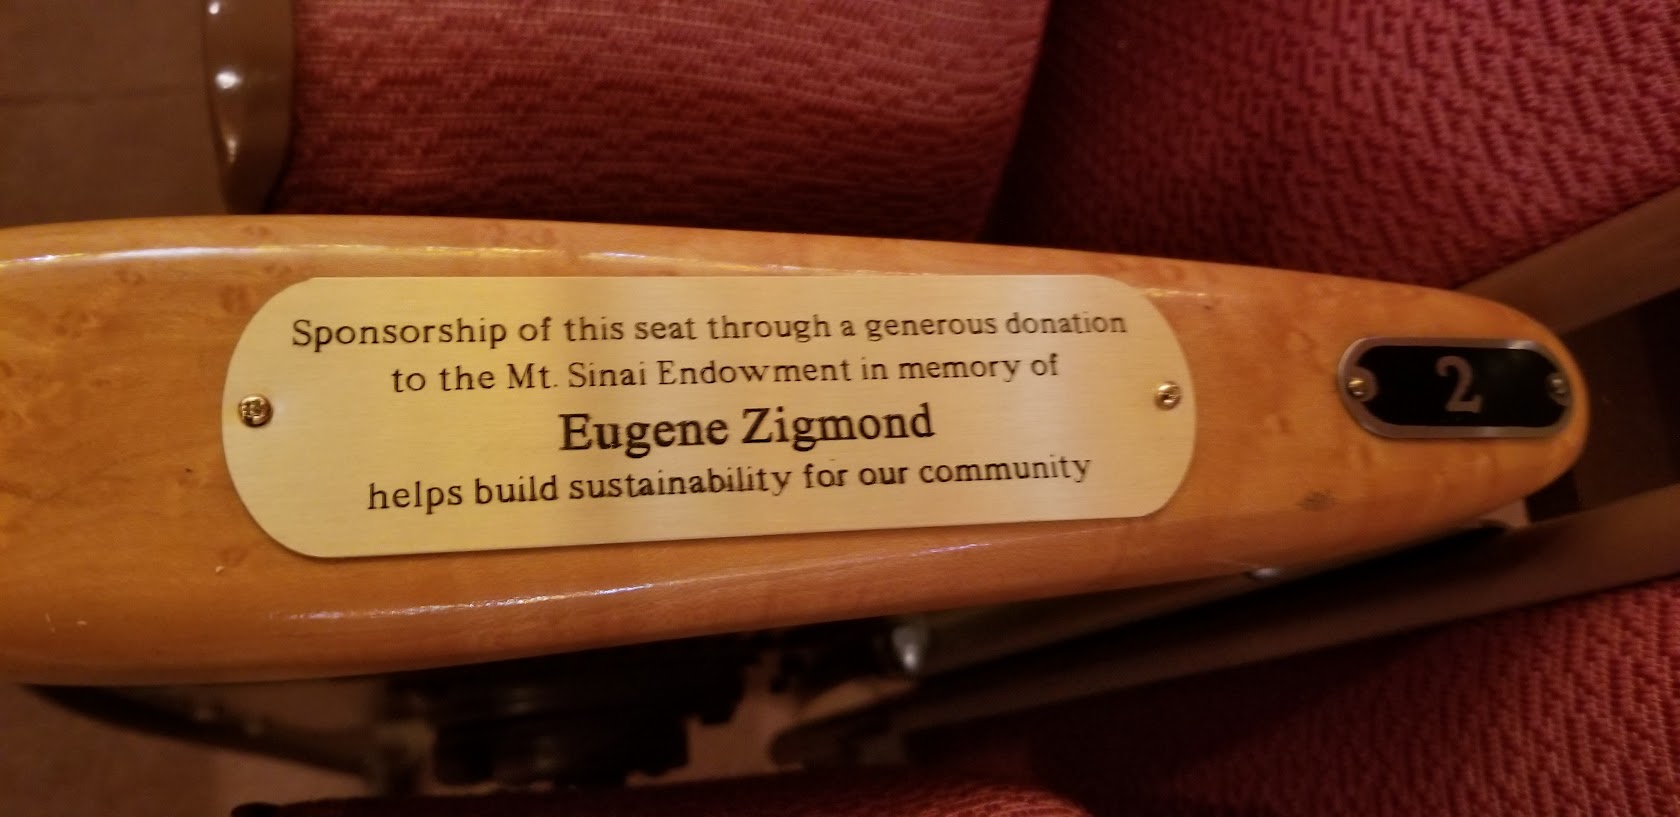 Sponsorship of this seat through a generous donation
to the Mt. Sinai Endowment in memory of
Eugene Zigmond
helps build sustainability for our community
2